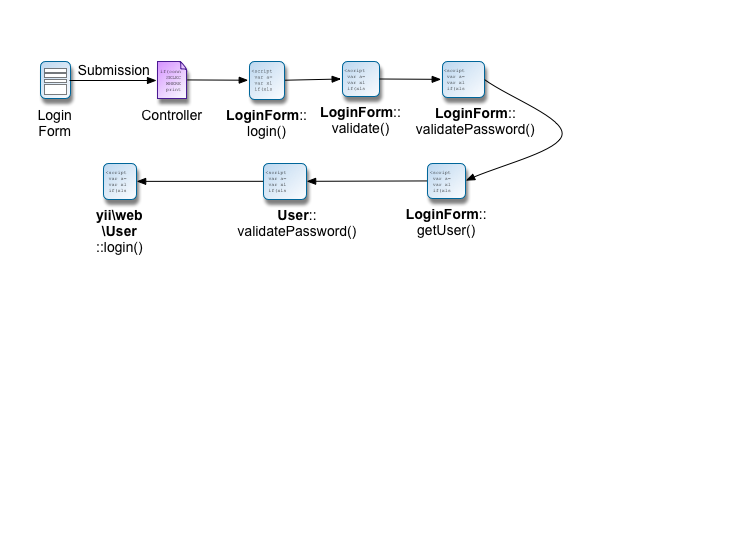 Submission
Login
Form
Controller
LoginForm::
login()
LoginForm::
validate()
LoginForm::
validatePassword()
yii\web
\User
::login()
User::
validatePassword()
LoginForm::
getUser()